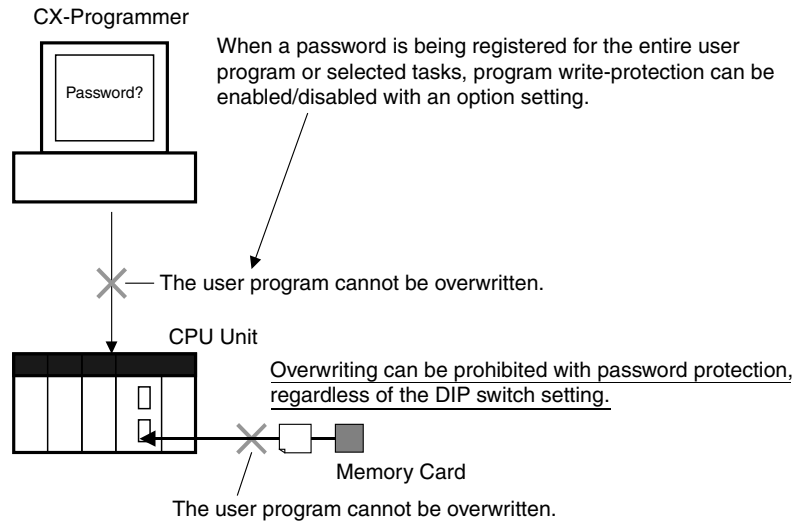 CX-Programmer
When a password is being registered for the entire user
program or selected tasks, program write-protection can be
enabled/disabled with an option setting.
Password?
The user program cannot be overwritten.
CPU Unit
Overwriting can be prohibited with password protection,
regardless of the DIP switch setting.
Memory Card
The user program cannot be overwritten.